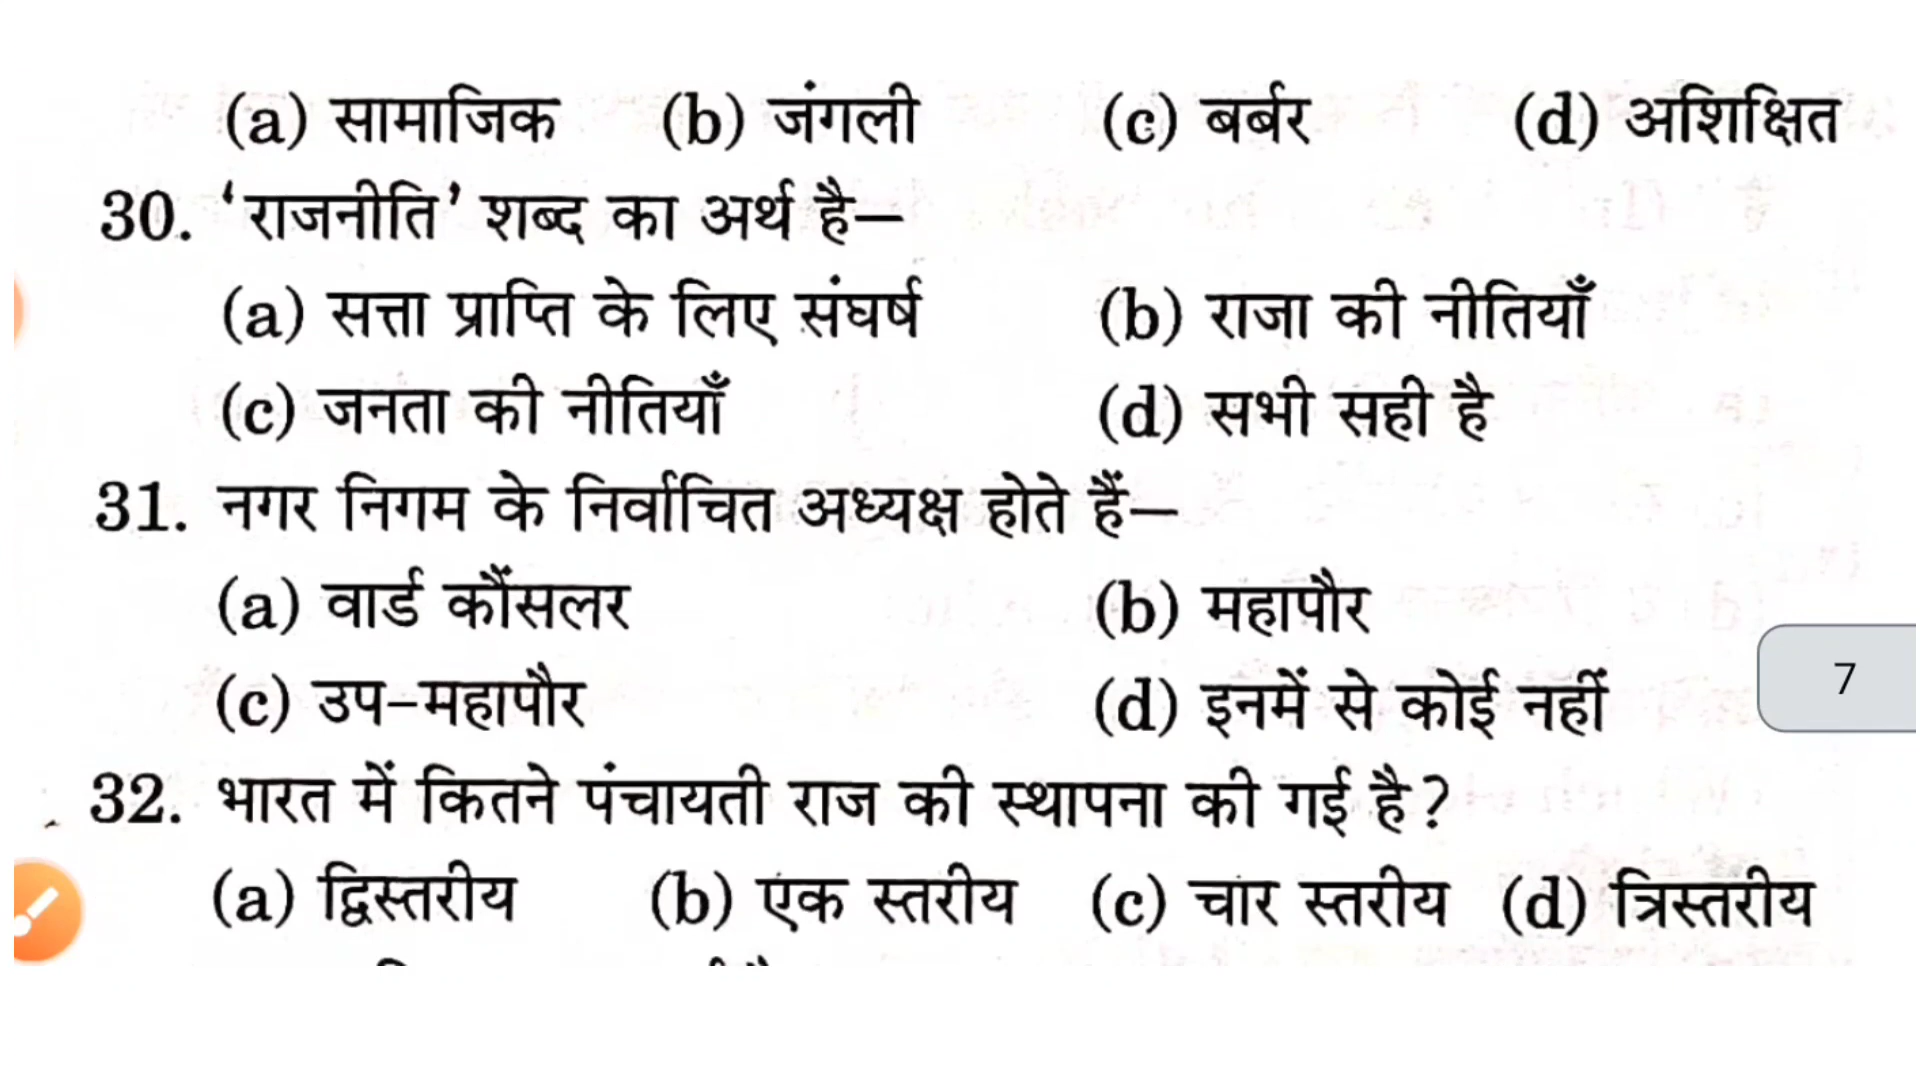 (a) सामाजिक (b) जंगली (c) बर्बर (d) अशिक्षित
30. ‘राजनीति’ शब्द का अर्थ है—
(a) सत्ता प्राप्ति के लिए संघर्ष (b) राजा की नीतियाँ
(c) जनता की नीतियाँ (d) सभी सही है
31. नगर निगम के निर्वाचित अध्यक्ष होते हैं—
(a) वार्ड कौंसलर (b) महापौर
(c) उप-महापौर (d) इनमें से कोई नहीं
7
32. भारत में कितने पंचायती राज की स्थापना की गई है?
(a) द्विस्तरीय (b) एक स्तरीय (c) चार स्तरीय (d) त्रिस्तरीय